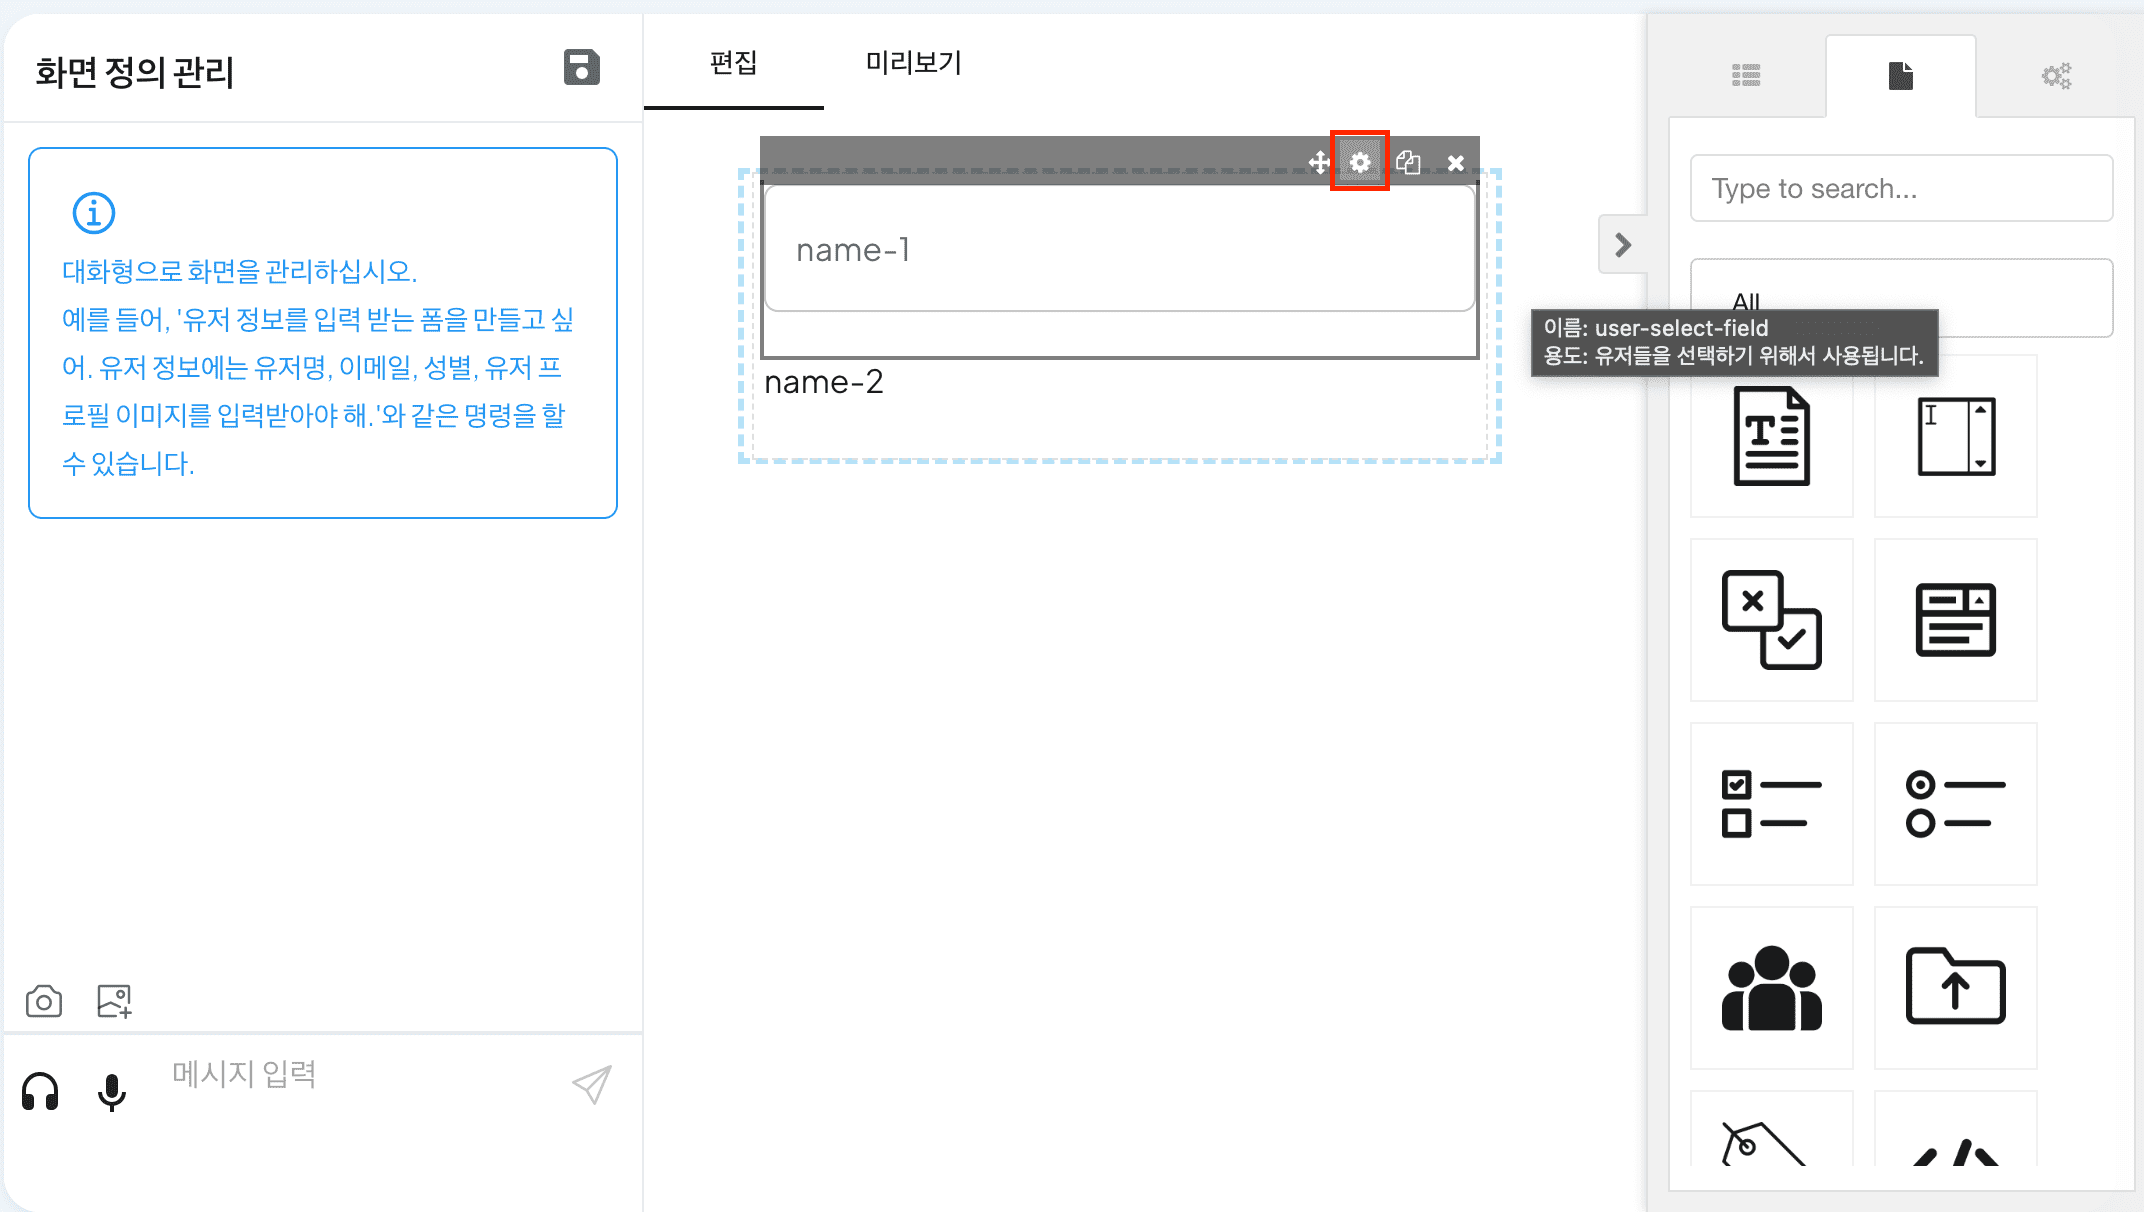 화면 정의 관리
대화형으로 화면을 관리하십시오.
예를 들어, '유저 정보를 입력 받는 폼을 만들고 싶
어. 유저 정보에는 유저명, 이메일, 성별, 유저 프
로필 이미지를 입력받아야 해.'와 같은 명령을 할
수 있습니다.
메시지 입력
편집
미리보기
name-1
name-2
Type to search...
All
이름: user-select-field
용도: 유저들을 선택하기 위해서 사용됩니다.